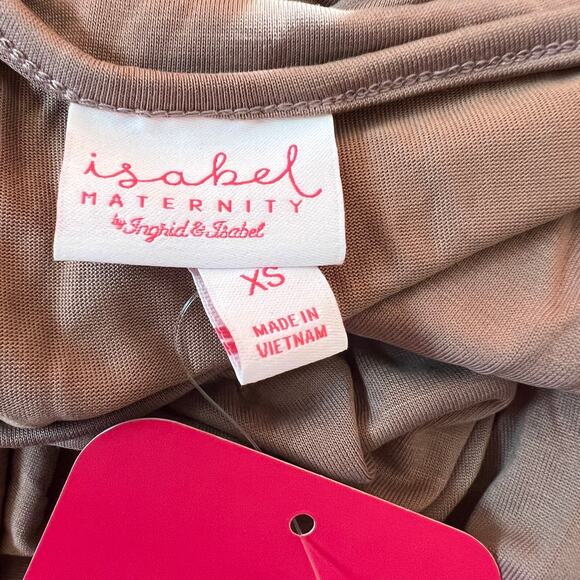 isabel
MATERNITY
by Ingrid & Isabel
XS
MADE IN
VIETNAM